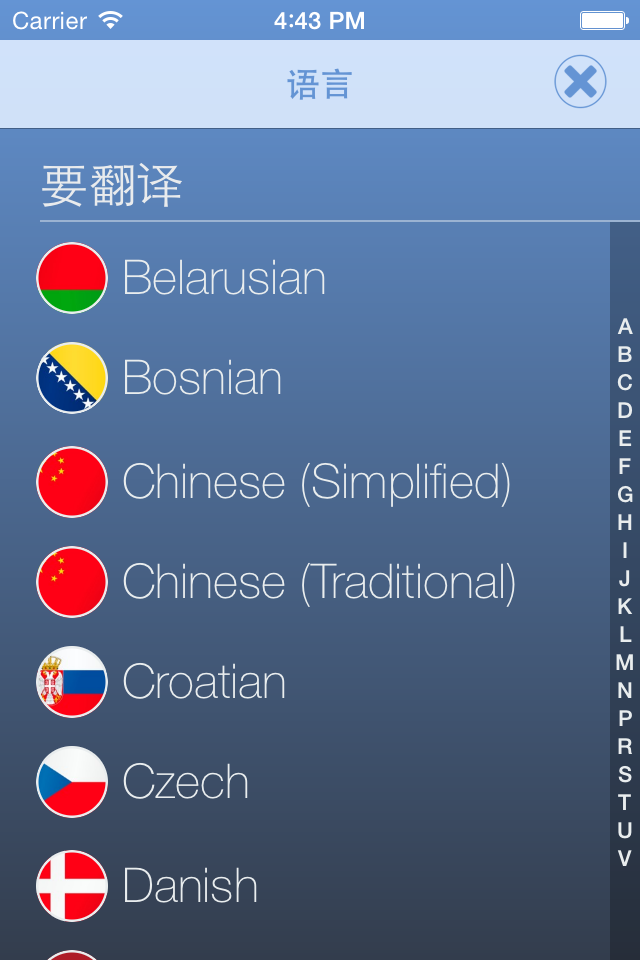 Carrier
4:43 PM
语言
要翻译
Belarusian
Bosnian
Chinese (Simplified)
Chinese (Traditional)
Croatian
Czech
Danish
A
B
C
D
E
F
G
H
I
J
K
L
M
N
P
R
S
T
U
V